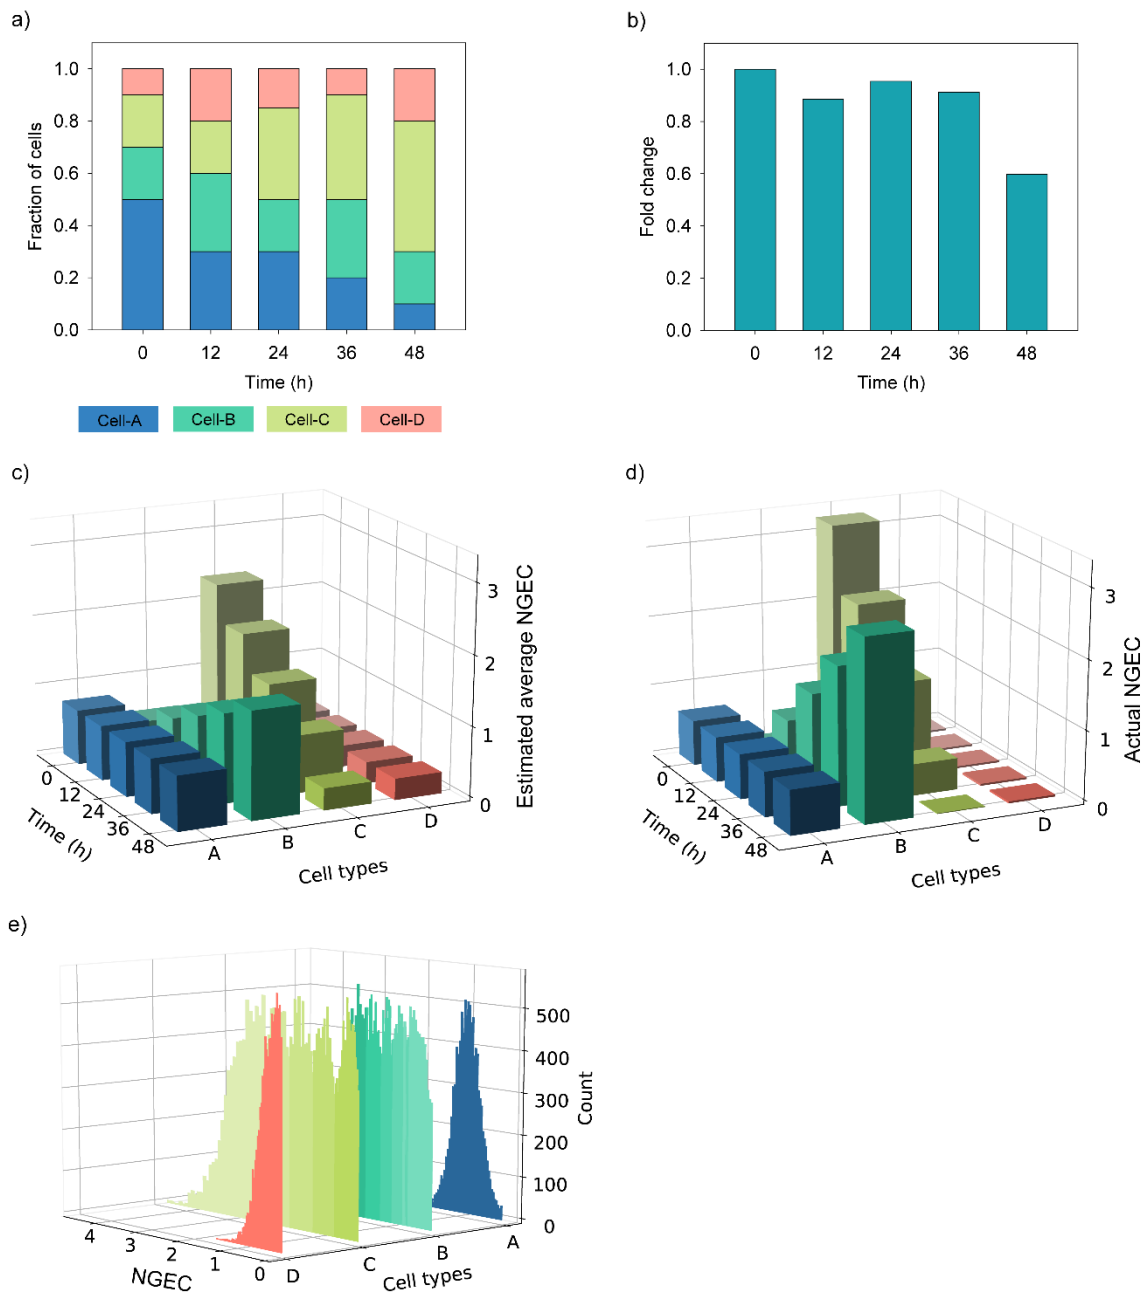 a)
1.0
0.8
0.6
0.4
0.2
0.0
Fraction of cells
0 12 24 36 48
Time (h)
Cell-A Cell-B Cell-C Cell-D
b)
1.0
0.8
0.6
0.4
0.2
0.0
Fold change
0 12 24 36 48
Time (h)
c)
3
2
1
0
Estimated average NGEC
0
12
24
36
48
Time (h)
A B C D
Cell types
d)
3
2
1
0
Actual NGEC
0
12
24
36
48
Time (h)
A B C D
Cell types
e)
500
400
300
200
100
0
Count
4 3 2 1 0
NGEC
D C B A
Cell types